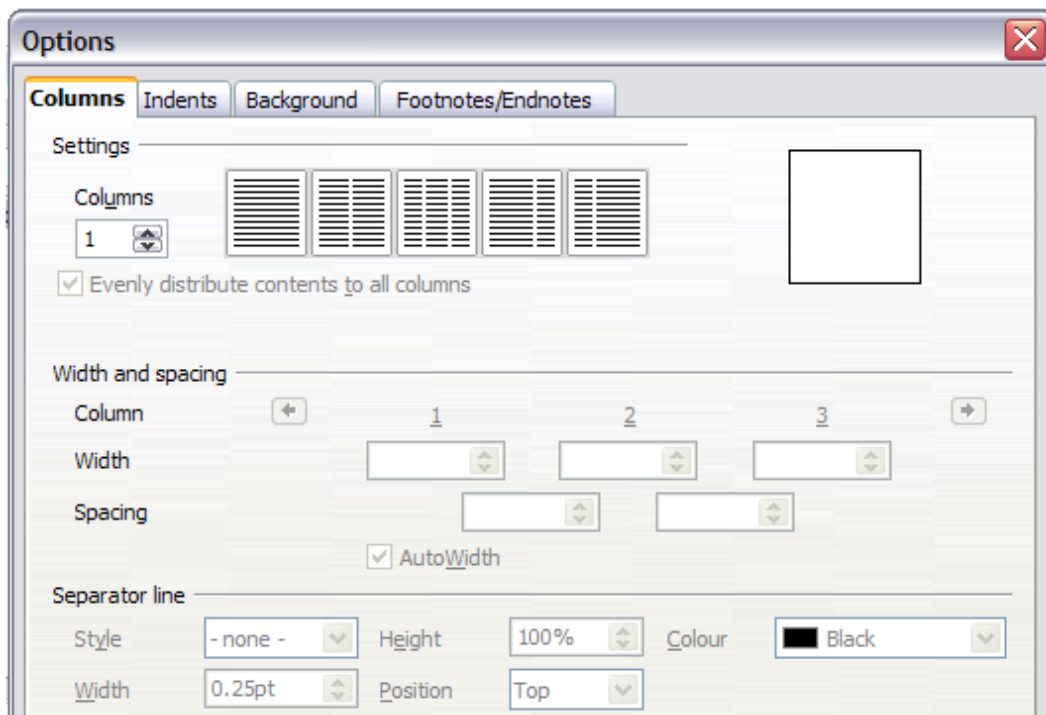 Options
Columns Indents Background Footnotes/Endnotes
Settings
Columns
1
Evenly distribute contents to all columns
Width and spacing
Column 1 2 3
Width
Spacing
AutoWidth
Separator line
Style - none - Height 100% Colour Black
Width 0.25pt Position Top